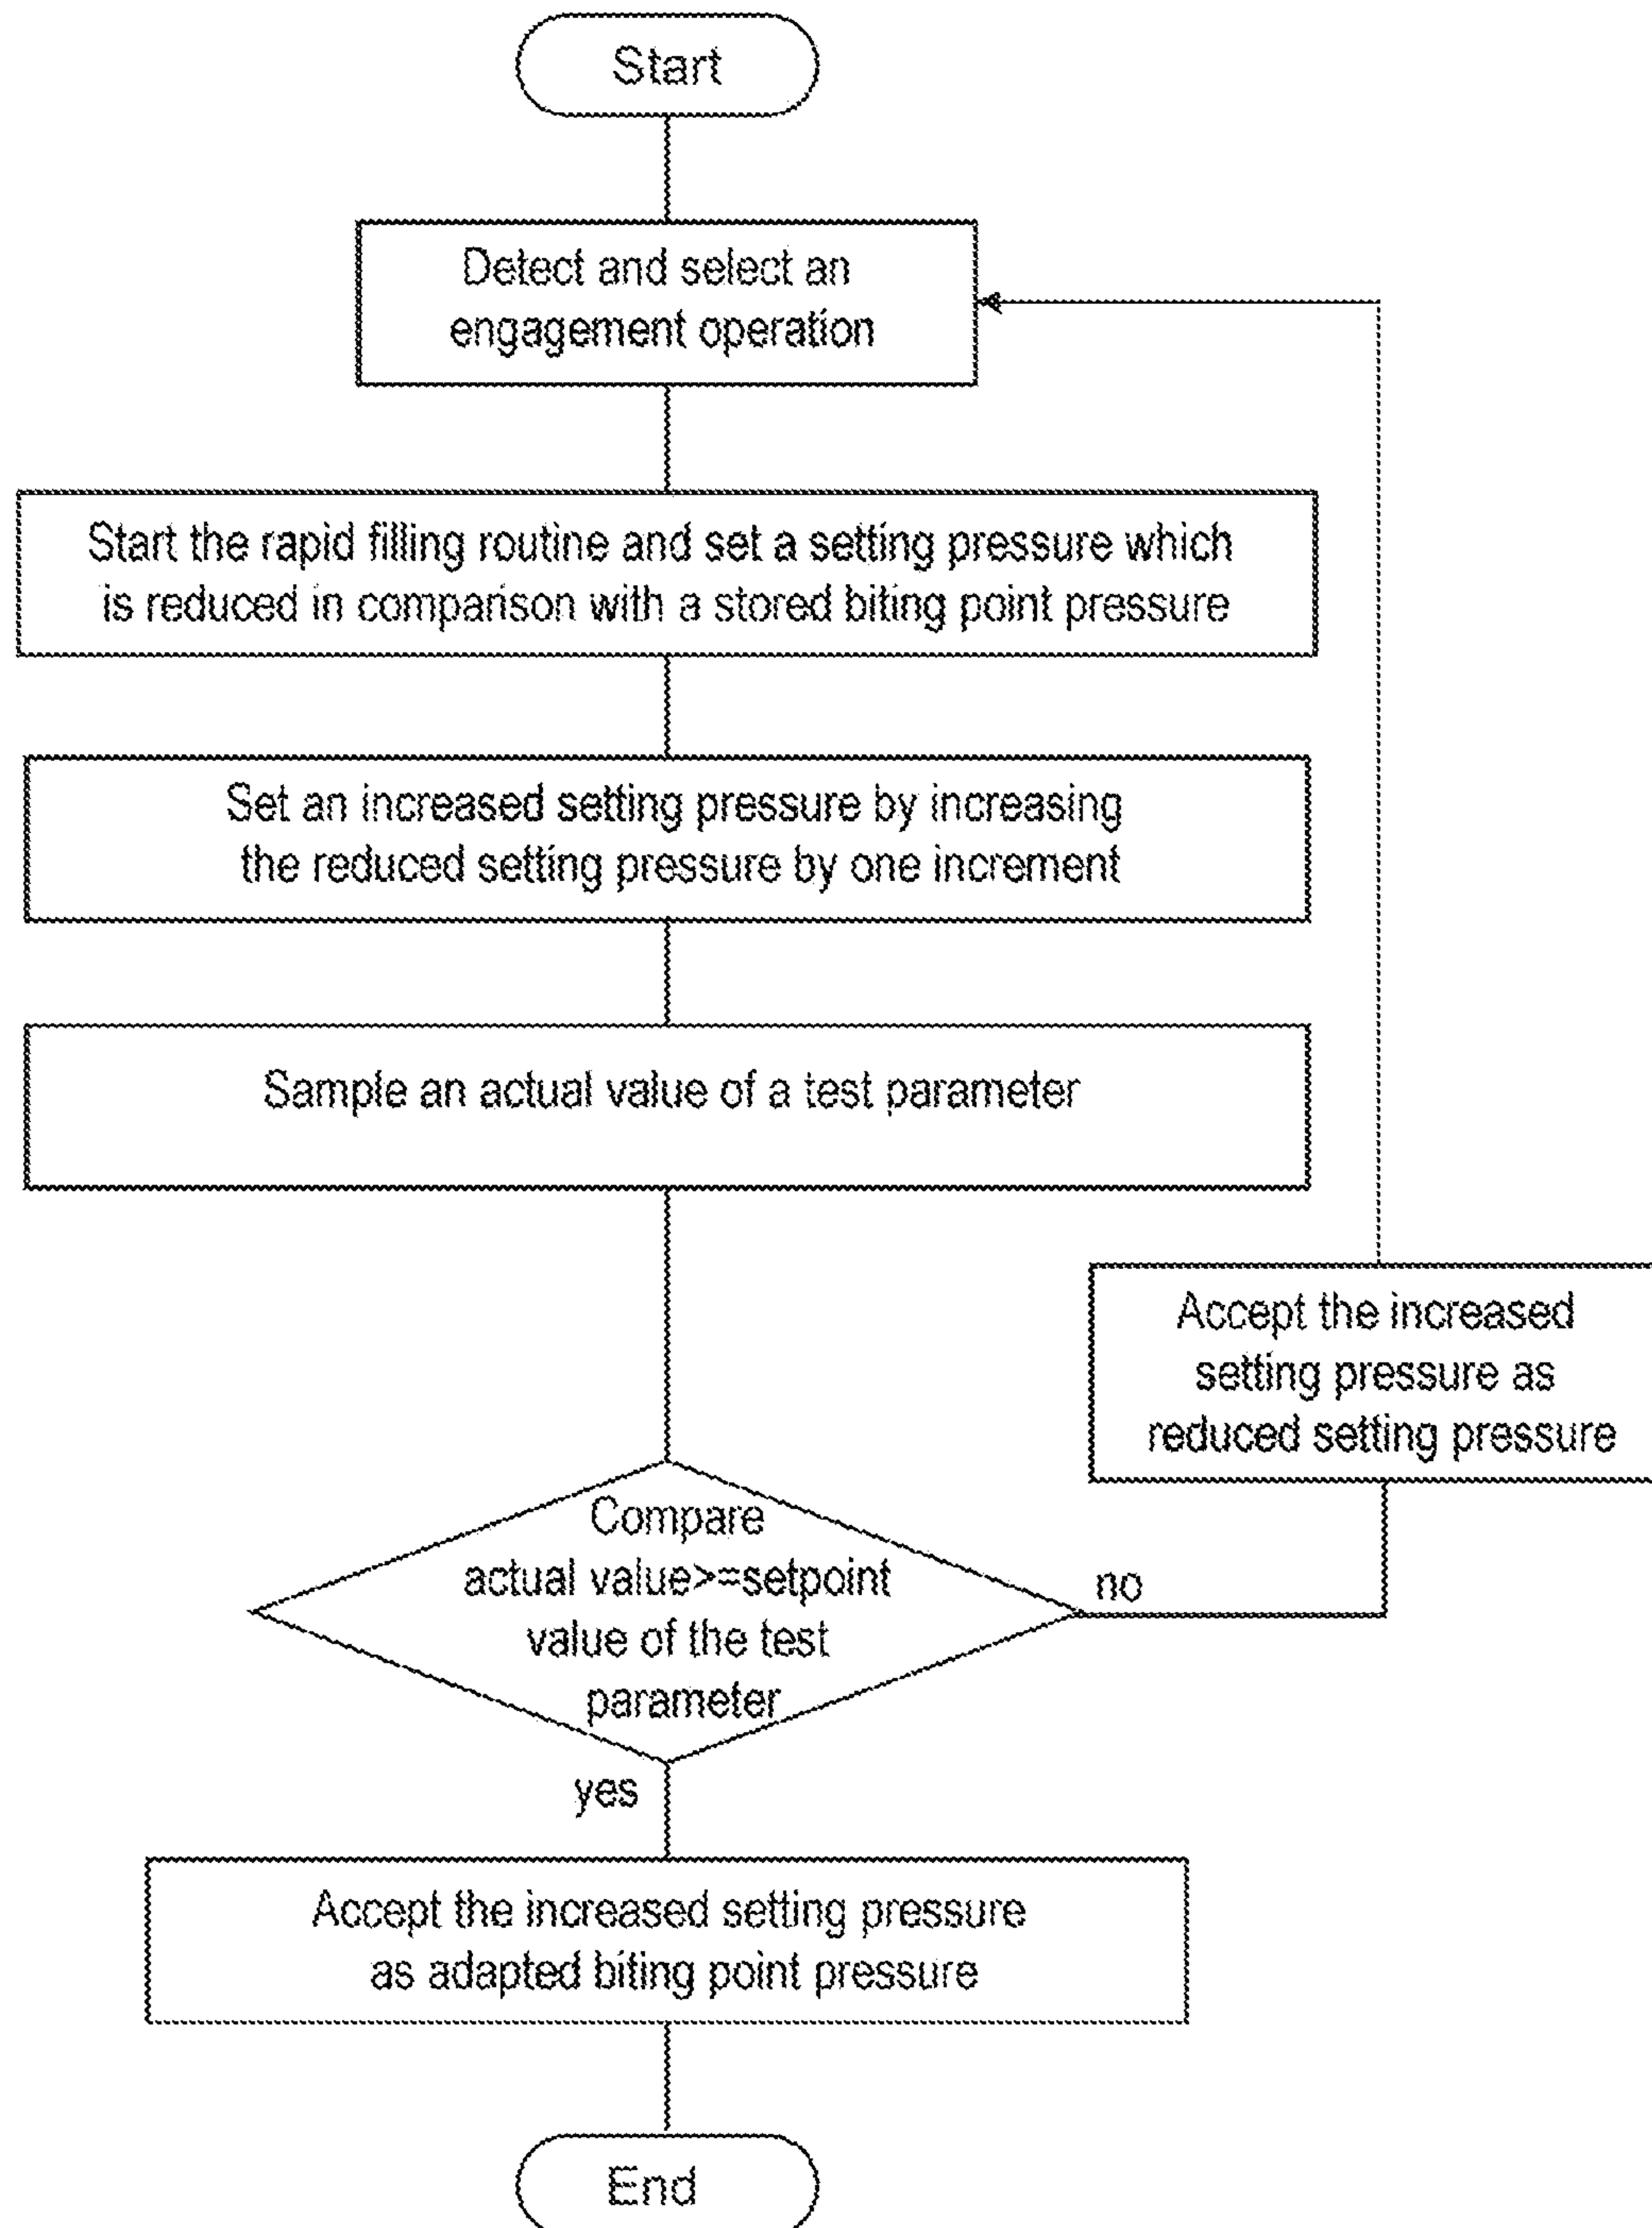 Start
Detect and select an
engagement operation
Start the rapid filling routine and set a setting pressure which
is reduced in comparison with a stored biting point pressure
Set an increased setting pressure by increasing
the reduced setting pressure by one increment
Sample an actual value of a test parameter
Accept the increased
setting pressure as
reduced setting pressure
Compare
actual value>=setpoint
value of the test
parameter
no
yes
Accept the increased setting pressure
as adapted biting point pressure
End